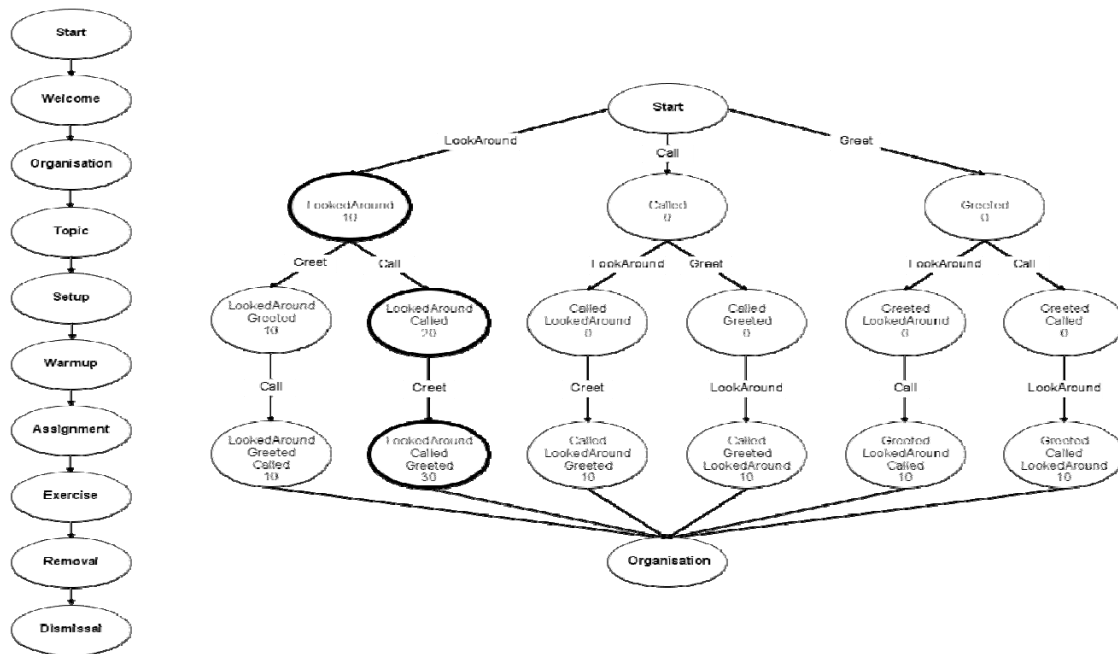 Start
Welcome
Organisation
Topic
Setup
Warmup
Assignment
Exercise
Removal
Dismissal
Start
LookAround
Call
Greet
LookedAround
10
Called
0
Greeted
0
Greet
Call
LookAround
Greet
LookAround
Call
LookedAround
Greeted
10
LookedAround
Called
20
Called
LookedAround
0
Called
Greeted
0
Greeted
LookedAround
0
Greeted
Called
0
Call
Greet
Greet
LookAround
Call
LookAround
LookedAround
Greeted
Called
10
LookedAround
Called
Greeted
30
Called
LookedAround
Greeted
10
Called
Greeted
LookedAround
10
Greeted
LookedAround
Called
10
Greeted
Called
LookedAround
10
Organisation